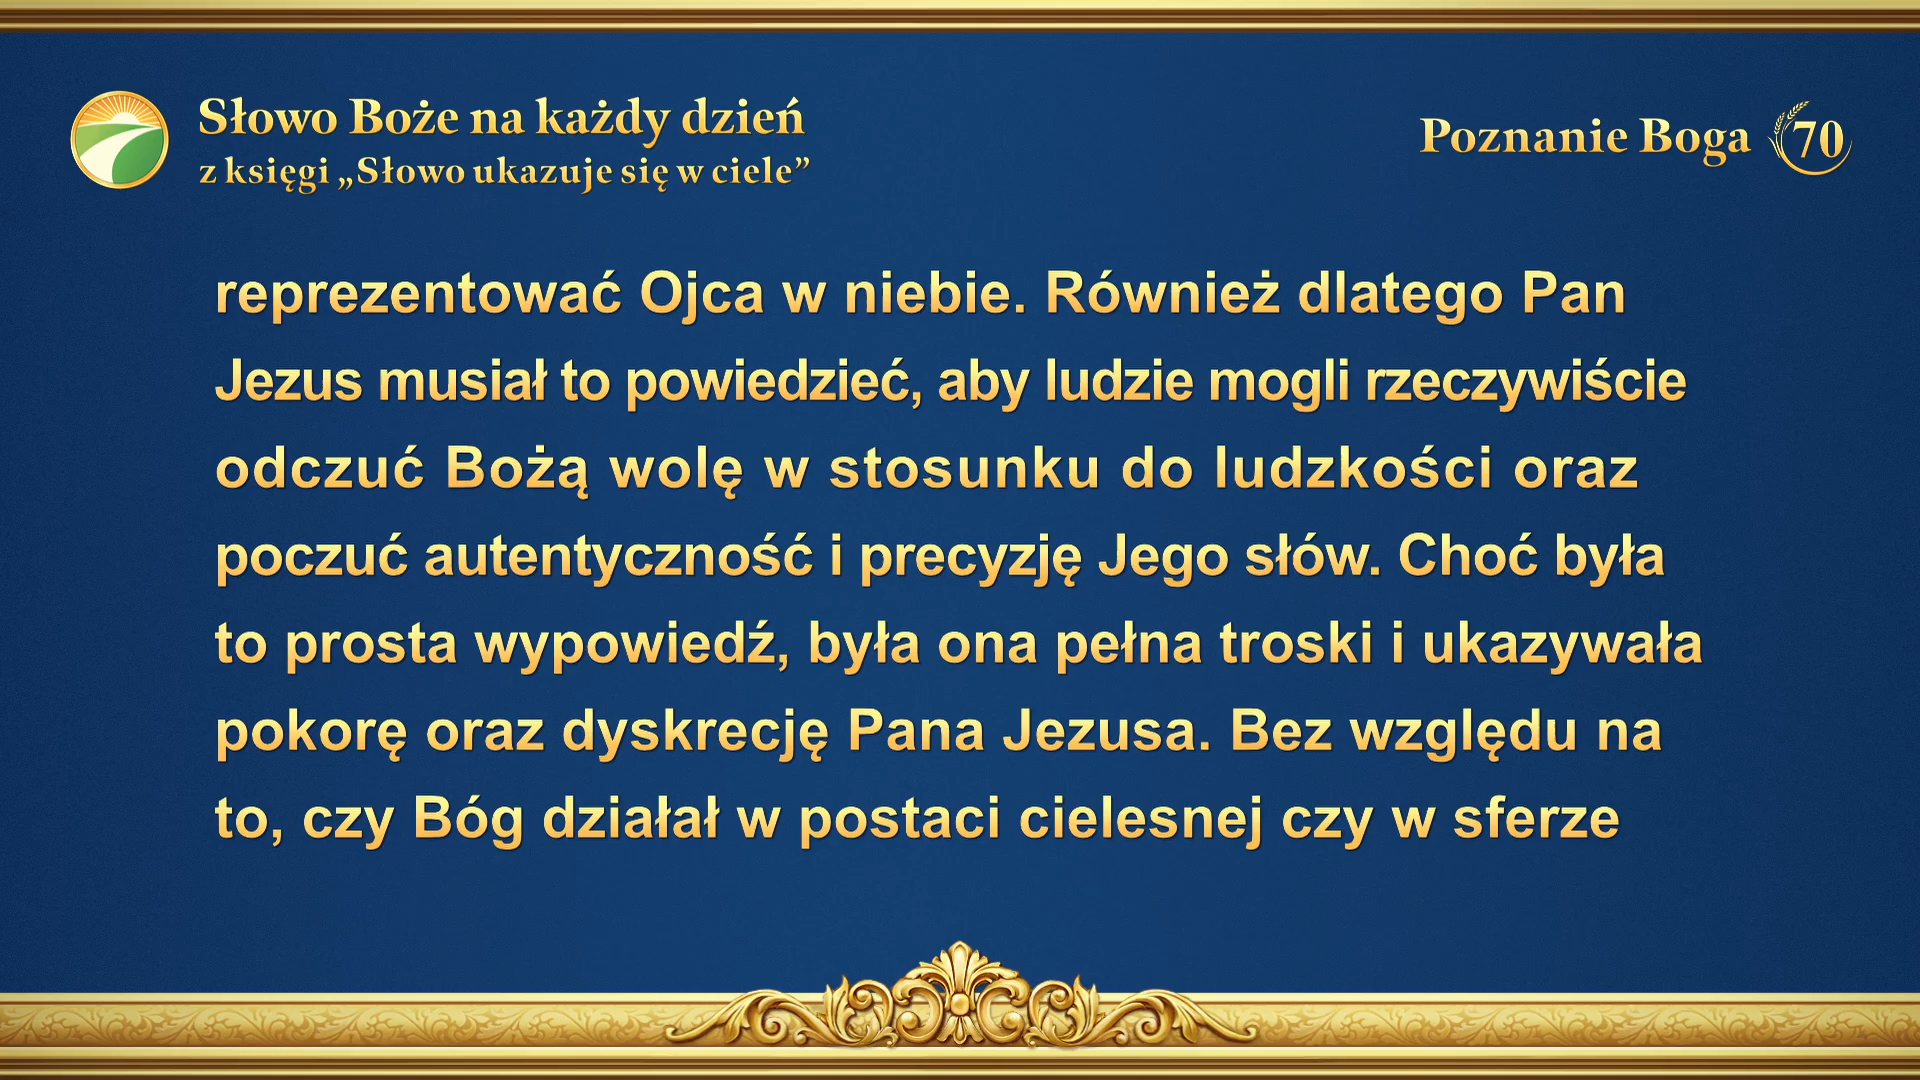 Słowo Boże na każdy dzień
z księgi „Słowo ukazuje się w ciele”
Poznanie Boga 70
reprezentować Ojca w niebie. Również dlatego Pan
Jezus musiał to powiedzieć, aby ludzie mogli rzeczywiście
odczuć Bożą wolę w stosunku do ludzkości oraz
poczuć autentyczność i precyzję Jego słów. Choć była
to prosta wypowiedź, była ona pełna troski i ukazywała
pokorę oraz dyskrecję Pana Jezusa. Bez względu na
to, czy Bóg działał w postaci cielesnej czy w sferze